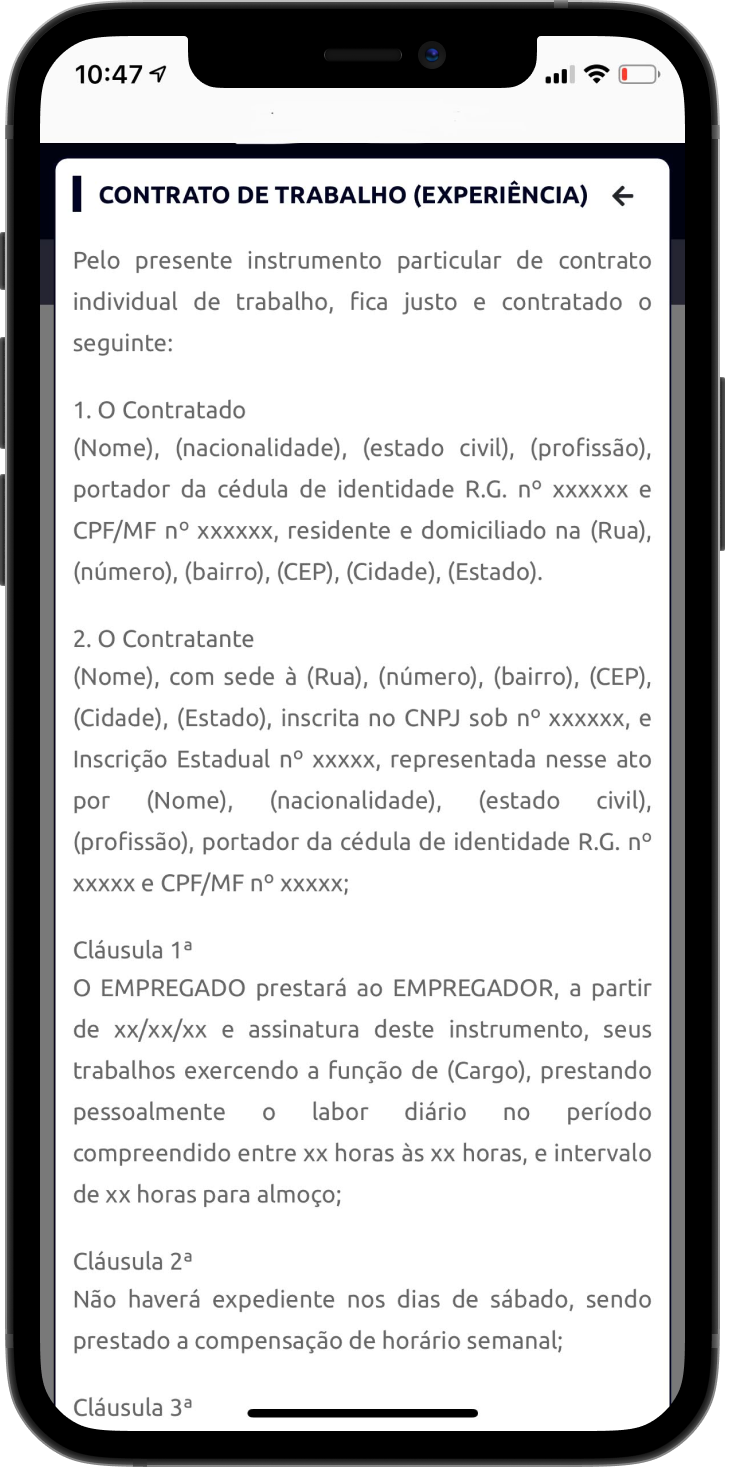 10:47
CONTRATO DE TRABALHO (EXPERIÊNCIA)
Pelo presente instrumento particular de contrato
individual de trabalho, fica justo e contratado o
seguinte:
1. O Contratado
(Nome), (nacionalidade), (estado civil), (profissão),
portador da cédula de identidade R.G. nº xxxxxx e
CPF/MF nº xxxxxx, residente e domiciliado na (Rua),
(número), (bairro), (CEP), (Cidade), (Estado).
2. O Contratante
(Nome), com sede à (Rua), (número), (bairro), (CEP),
(Cidade), (Estado), inscrita no CNPJ sob nº xxxxxx, e
Inscrição Estadual nº xxxxx, representada nesse ato
por (Nome), (nacionalidade), (estado civil),
(profissão), portador da cédula de identidade R.G. nº
xxxxx e CPF/MF nº xxxxx;
Cláusula 1ª
O EMPREGADO prestará ao EMPREGADOR, a partir
de xx/xx/xx e assinatura deste instrumento, seus
trabalhos exercendo a função de (Cargo), prestando
pessoalmente o labor diário no período
compreendido entre xx horas às xx horas, e intervalo
de xx horas para almoço;
Cláusula 2ª
Não haverá expediente nos dias de sábado, sendo
prestado a compensação de horário semanal;
Cláusula 3ª